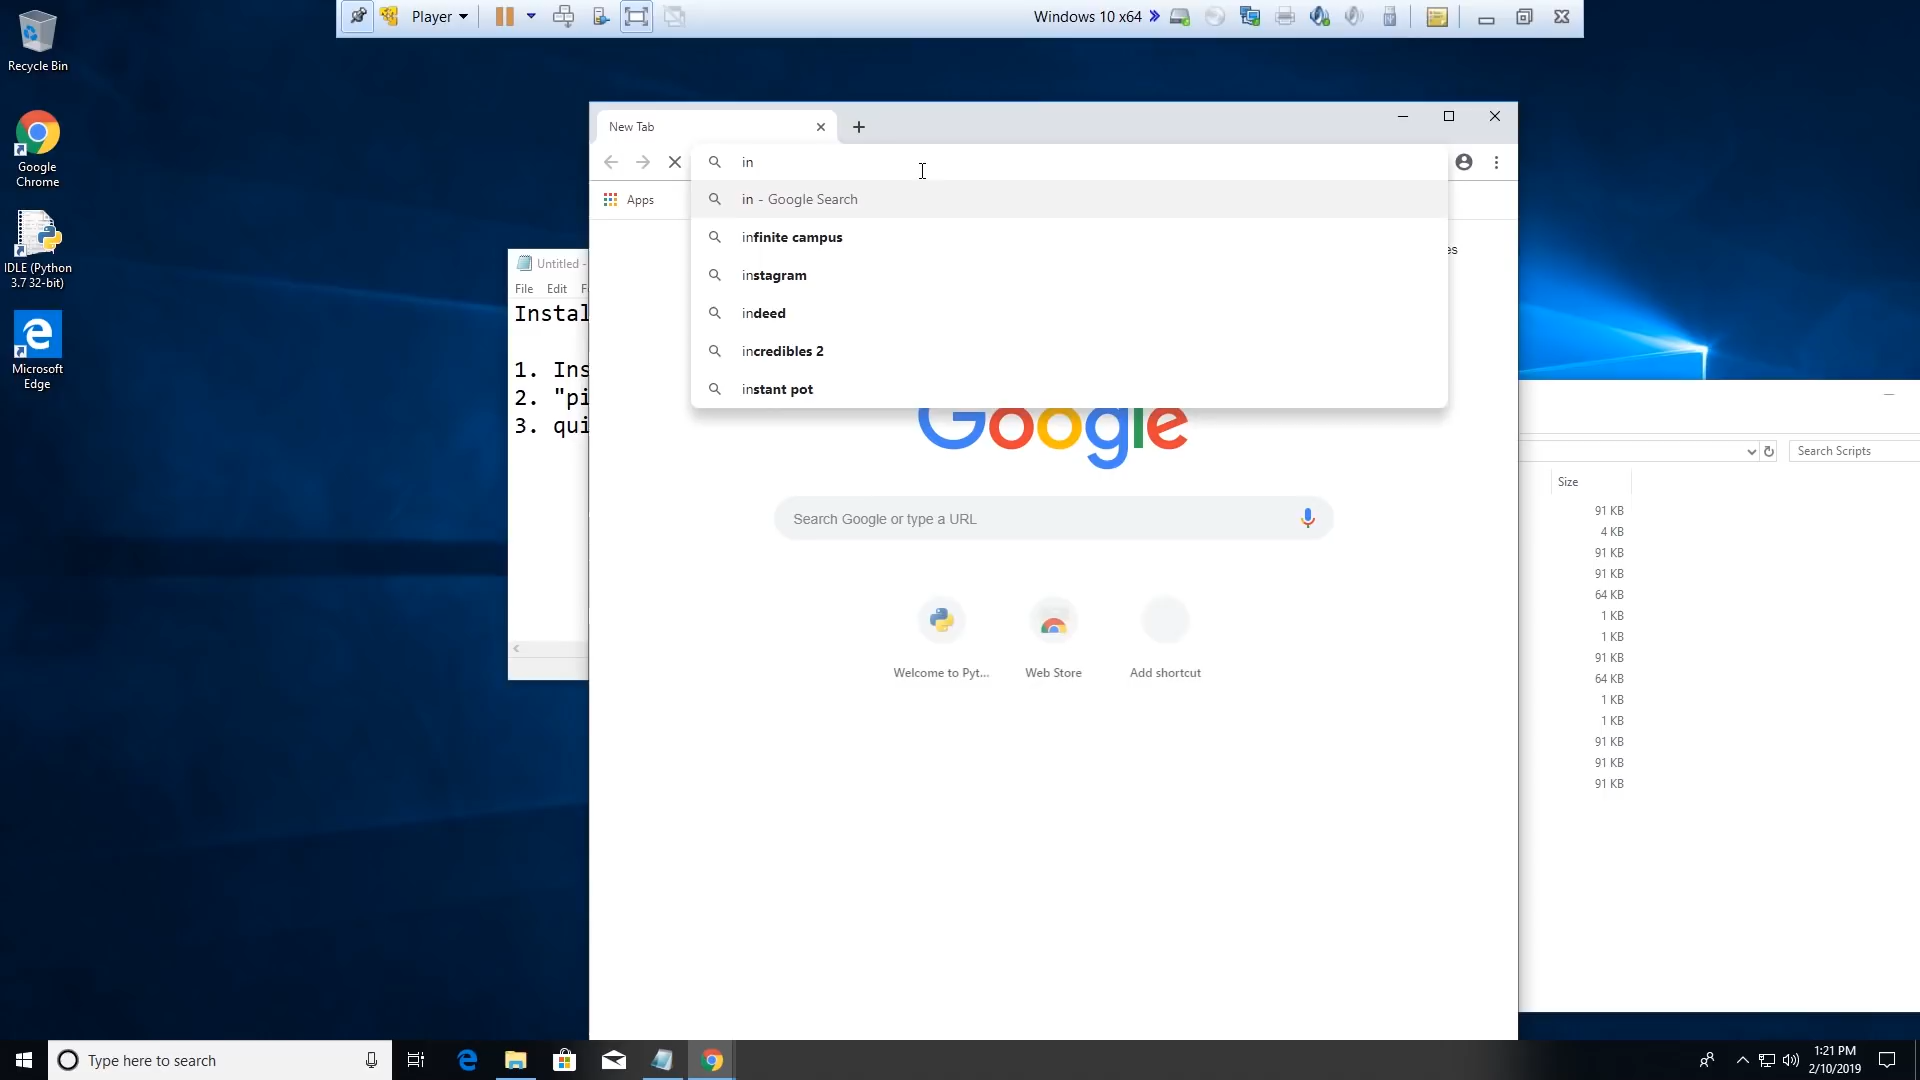 Player
Windows 10 x64
Recycle Bin
Google
Chrome
IDLE (Python
3.7 32-bit)
Microsoft
Edge
New Tab
in
Apps
in - Google Search
infinite campus
instagram
indeed
incredibles 2
instant pot
es
Untitled -
File Edit F
Instal
1. Ins
2. "pi
3. qui
Google
Search Google or type a URL
Welcome to Pyt...
Web Store
Add shortcut
Search Scripts
Size
91 KB
4 KB
91 KB
91 KB
64 KB
1 KB
1 KB
91 KB
64 KB
1 KB
1 KB
91 KB
91 KB
91 KB
Type here to search
1:21 PM
2/10/2019